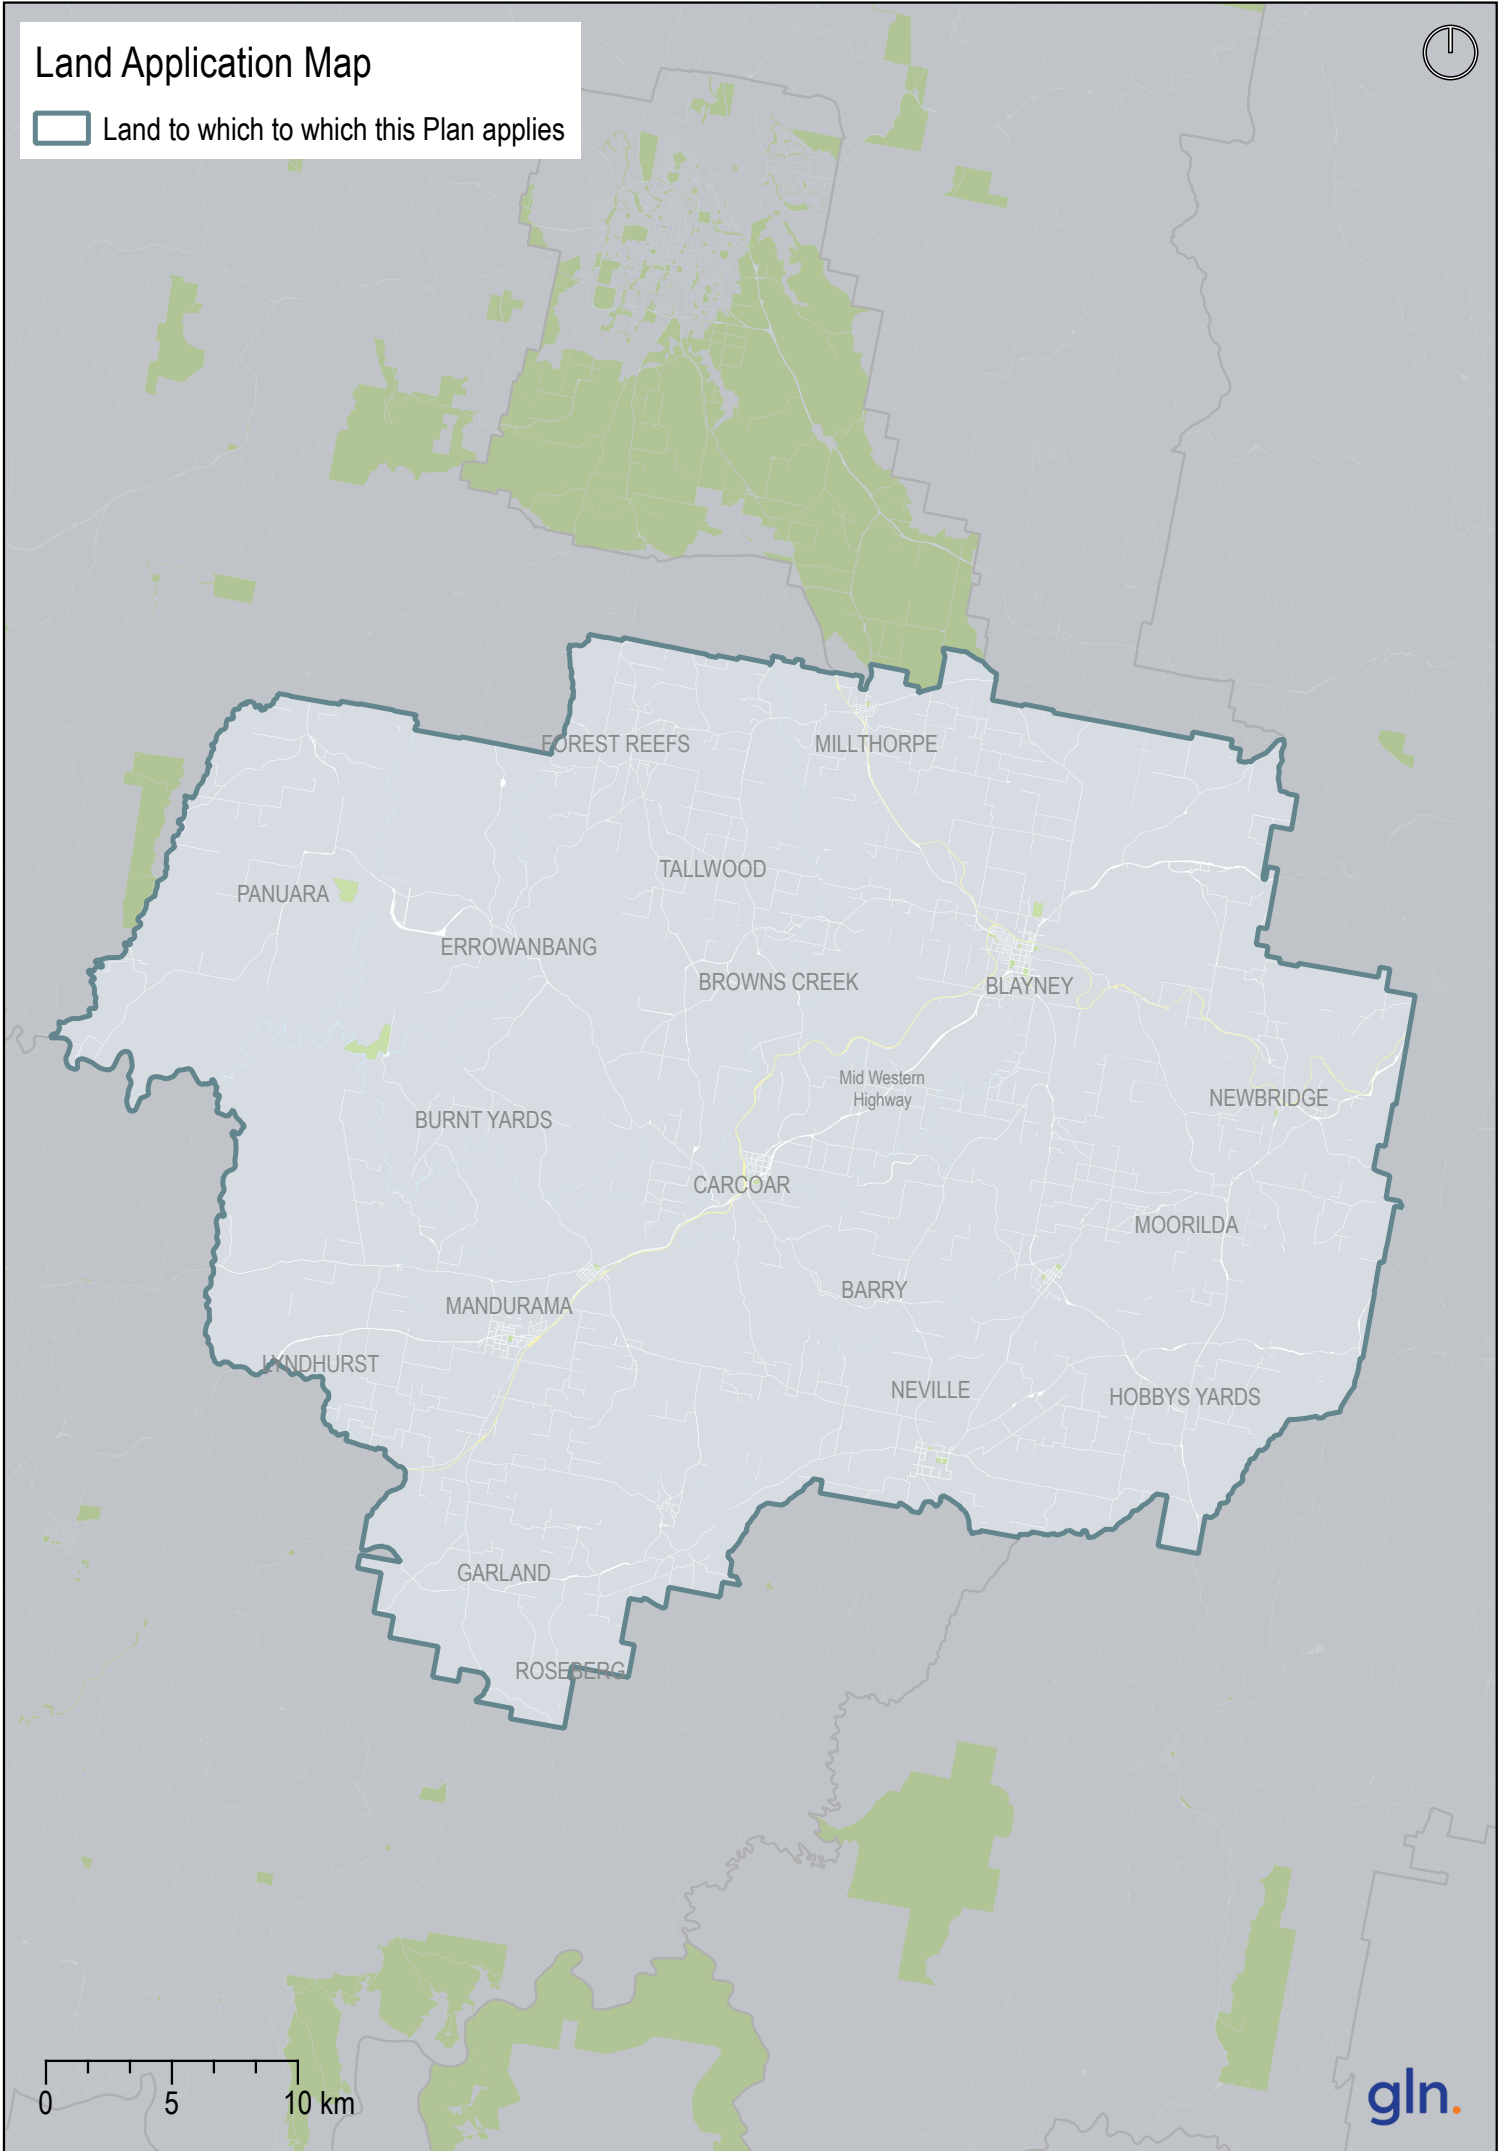 Land Application Map
Land to which to which this Plan applies
FOREST REEFS
MILLTHORPE
TALLWOOD
PANUARA
ERROWANBANG
BROWNS CREEK
BLAYNEY
Mid Western
Highway
NEWBRIDGE
BURNT YARDS
CARCOAR
MOORILDA
BARRY
MANDURAMA
LYNDHURST
NEVILLE
HOBBYS YARDS
GARLAND
ROSEBERG
0 5 10 km
gln.